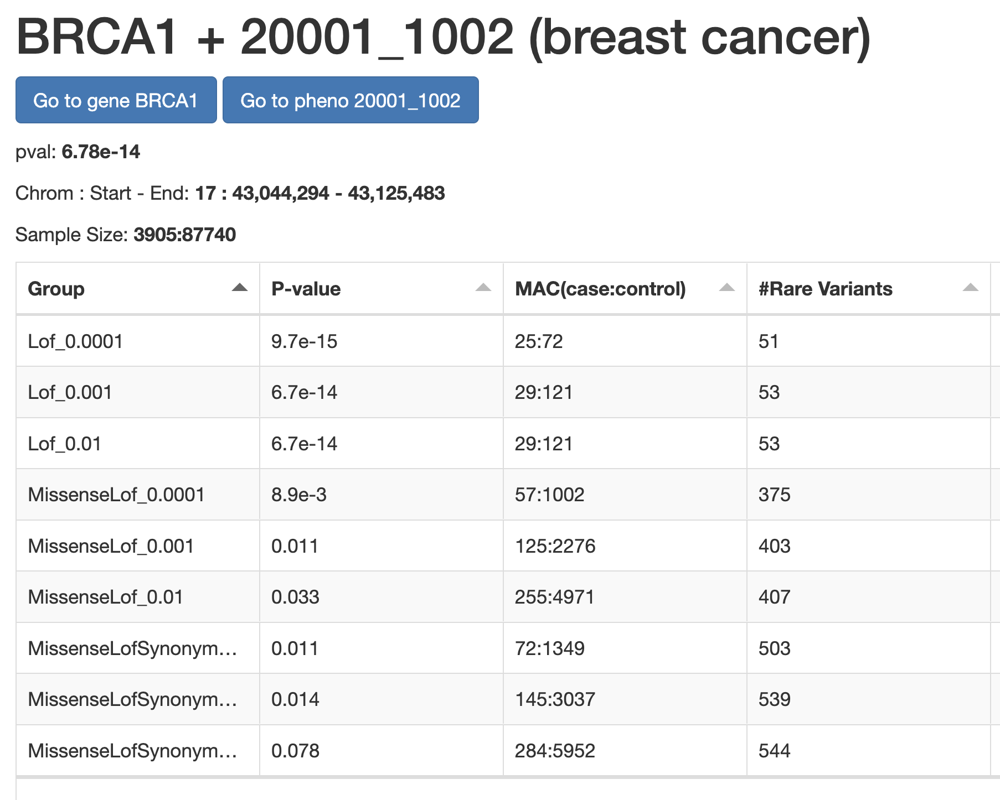 BRCA1 + 20001_1002 (breast cancer)
Go to gene BRCA1 Go to pheno 20001_1002
pval: 6.78e-14
Chrom : Start - End: 17 : 43,044,294 - 43,125,483
Sample Size: 3905:87740
Group P-value MAC(case:control) #Rare Variants
Lof_0.0001 9.7e-15 25:72 51
Lof_0.001 6.7e-14 29:121 53
Lof_0.01 6.7e-14 29:121 53
MissenseLof_0.0001 8.9e-3 57:1002 375
MissenseLof_0.001 0.011 125:2276 403
MissenseLof_0.01 0.033 255:4971 407
MissenseLofSynonym... 0.011 72:1349 503
MissenseLofSynonym... 0.014 145:3037 539
MissenseLofSynonym... 0.078 284:5952 544